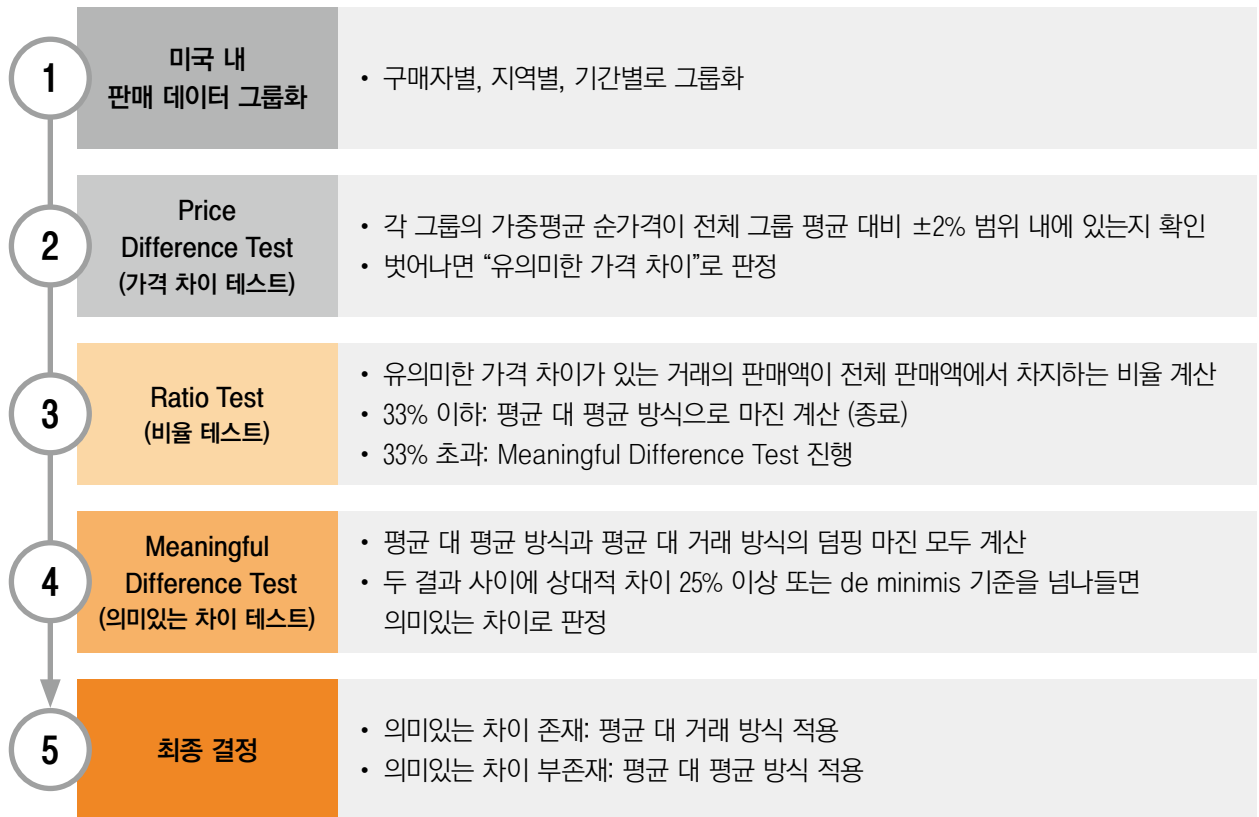 1
미국 내
판매 데이터 그룹화
• 구매자별, 지역별, 기간별로 그룹화
2
Price
Difference Test
(가격 차이 테스트)
• 각 그룹의 가중평균 순가격이 전체 그룹 평균 대비 ±2% 범위 내에 있는지 확인
• 벗어나면 “유의미한 가격 차이”로 판정
3
Ratio Test
(비율 테스트)
• 유의미한 가격 차이가 있는 거래의 판매액이 전체 판매액에서 차지하는 비율 계산
• 33% 이하: 평균 대 평균 방식으로 마진 계산 (종료)
• 33% 초과: Meaningful Difference Test 진행
4
Meaningful
Difference Test
(의미있는 차이 테스트)
• 평균 대 평균 방식과 평균 대 거래 방식의 덤핑 마진 모두 계산
• 두 결과 사이에 상대적 차이 25% 이상 또는 de minimis 기준을 넘나들면
의미있는 차이로 판정
5
최종 결정
• 의미있는 차이 존재: 평균 대 거래 방식 적용
• 의미있는 차이 부존재: 평균 대 평균 방식 적용